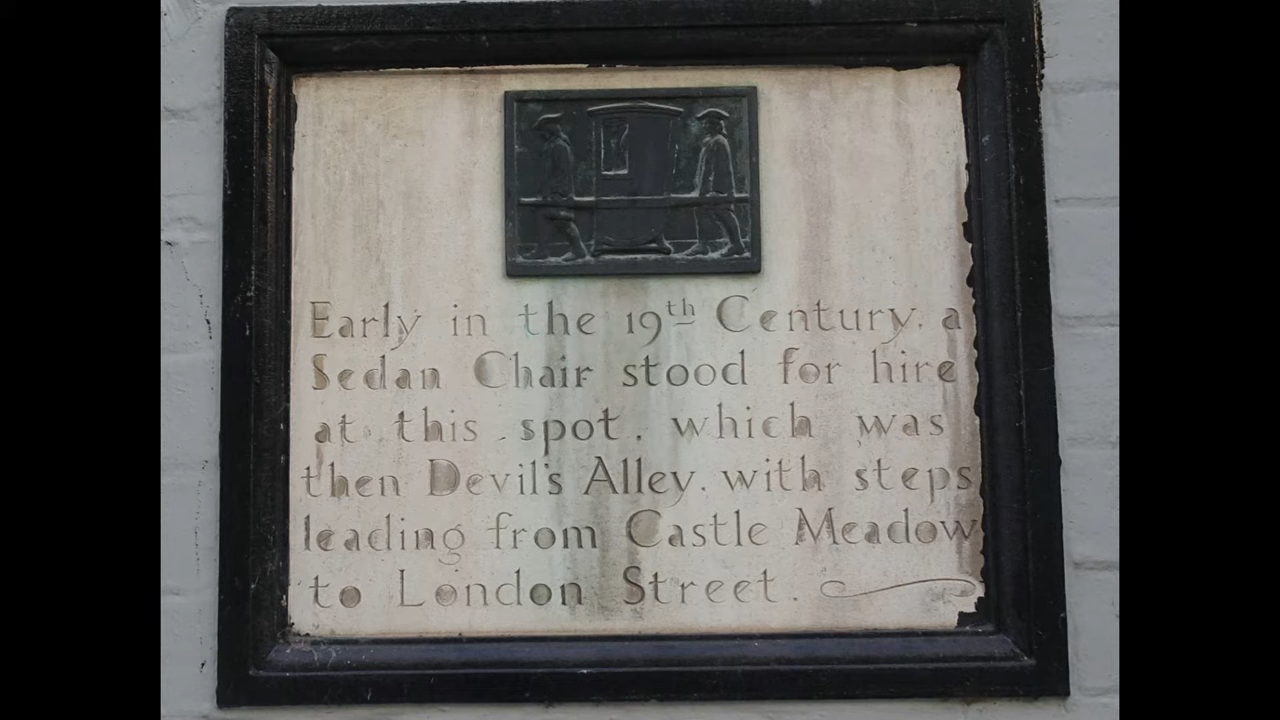 Early in the 19th Century. a
Sedan Chair stood for hire
at this spot. which was
then Devil's Alley. with steps
leading from Castle Meadow
to London Street.